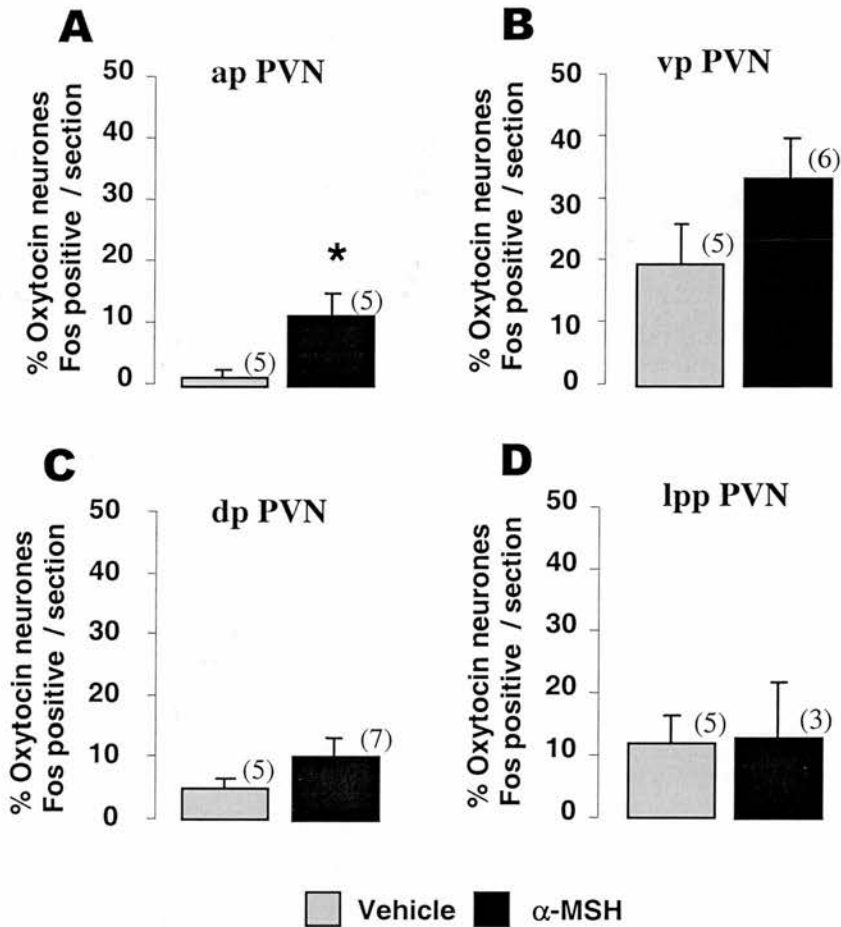 A
ap PVN
% Oxytocin neurones
Fos positive / section
50
40
30
20
10
0
(5)
*
(5)
B
vp PVN
% Oxytocin neurones
Fos positive / section
50
40
30
20
10
0
(5)
(6)
C
dp PVN
% Oxytocin neurones
Fos positive / section
50
40
30
20
10
0
(5)
(7)
D
lpp PVN
% Oxytocin neurones
Fos positive / section
50
40
30
20
10
0
(5)
(3)
Vehicle
α-MSH